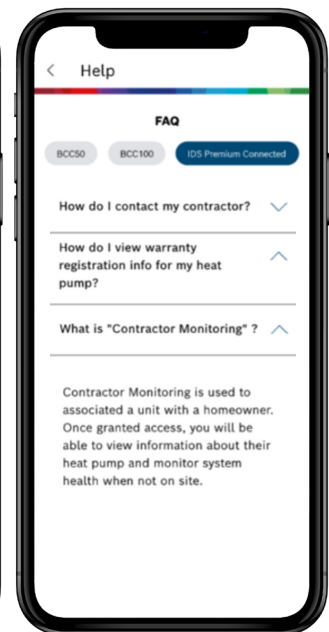 Help
FAQ
BCC50 BCC100 IDS Premium Connected
How do I contact my contractor?
How do I view warranty
registration info for my heat
pump?
What is "Contractor Monitoring" ?
Contractor Monitoring is used to
associated a unit with a homeowner.
Once granted access, you will be
able to view information about their
heat pump and monitor system
health when not on site.